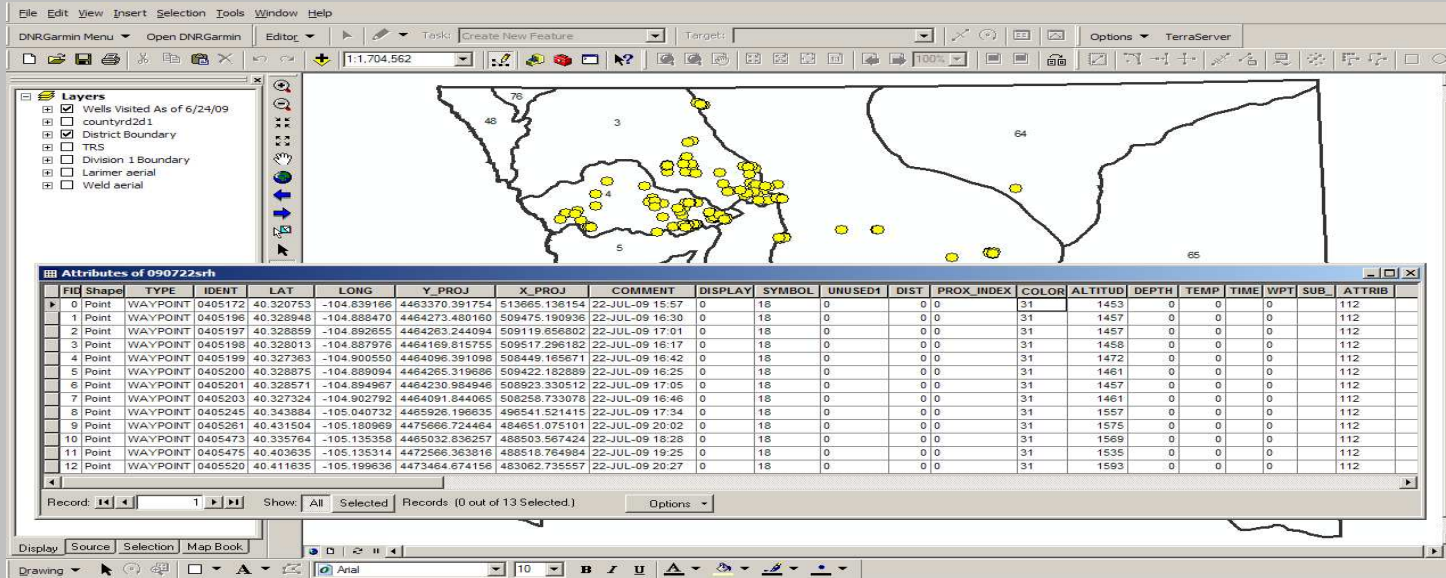 File Edit View Insert Selection Tools Window Help
DNRGarmin Menu Open DNRGarmin Editor Task: Create New Feature Target: Options TerraServer
1:1,704,562 100%
Layers
Wells Visited As of 6/24/09
countyrd2d1
District Boundary
TRS
Division 1 Boundary
Larimer aerial
Weld aerial
76
48
3
64
4
5
65
Attributes of 090722srh
FID Shape TYPE IDENT LAT LONG Y_PROJ X_PROJ COMMENT DISPLAY SYMBOL UNUSED1 DIST PROX_INDEX COLOR ALTITUD DEPTH TEMP TIME WPT SUB_ ATTRIB
0 Point WAYPOINT 0405172 40.320753 -104.839166 4463370.391754 513665.136154 22-JUL-09 15:57 0 18 0 0 0 31 1453 0 0 0 112
1 Point WAYPOINT 0405196 40.328948 -104.888470 4464273.480160 509475.190936 22-JUL-09 16:30 0 18 0 0 0 31 1457 0 0 0 112
2 Point WAYPOINT 0405197 40.328859 -104.892655 4464263.244094 509119.656802 22-JUL-09 17:01 0 18 0 0 0 31 1457 0 0 0 112
3 Point WAYPOINT 0405198 40.328013 -104.887976 4464169.815755 509517.296182 22-JUL-09 16:17 0 18 0 0 0 31 1458 0 0 0 112
4 Point WAYPOINT 0405199 40.327363 -104.900550 4464096.391098 508449.165671 22-JUL-09 16:42 0 18 0 0 0 31 1472 0 0 0 112
5 Point WAYPOINT 0405200 40.328875 -104.889094 4464265.319686 509422.182889 22-JUL-09 16:25 0 18 0 0 0 31 1461 0 0 0 112
6 Point WAYPOINT 0405201 40.328571 -104.894967 4464230.984946 508923.330512 22-JUL-09 17:05 0 18 0 0 0 31 1457 0 0 0 112
7 Point WAYPOINT 0405203 40.327324 -104.902792 4464091.844065 508258.733078 22-JUL-09 16:46 0 18 0 0 0 31 1461 0 0 0 112
8 Point WAYPOINT 0405245 40.343884 -105.040732 4465926.196635 496541.521415 22-JUL-09 17:34 0 18 0 0 0 31 1557 0 0 0 112
9 Point WAYPOINT 0405261 40.431504 -105.180969 4475666.724464 484651.075101 22-JUL-09 20:02 0 18 0 0 0 31 1575 0 0 0 112
10 Point WAYPOINT 0405473 40.335764 -105.135358 4465032.836257 488503.567424 22-JUL-09 18:28 0 18 0 0 0 31 1569 0 0 0 112
11 Point WAYPOINT 0405475 40.403635 -105.135314 4472566.363816 488518.764984 22-JUL-09 19:25 0 18 0 0 0 31 1535 0 0 0 112
12 Point WAYPOINT 0405520 40.411635 -105.199636 4473464.674156 483062.735557 22-JUL-09 20:27 0 18 0 0 0 31 1593 0 0 0 112
Record: 1 Show: All Selected Records (0 out of 13 Selected.) Options
Display Source Selection Map Book
Drawing A Arial 10 B I U A